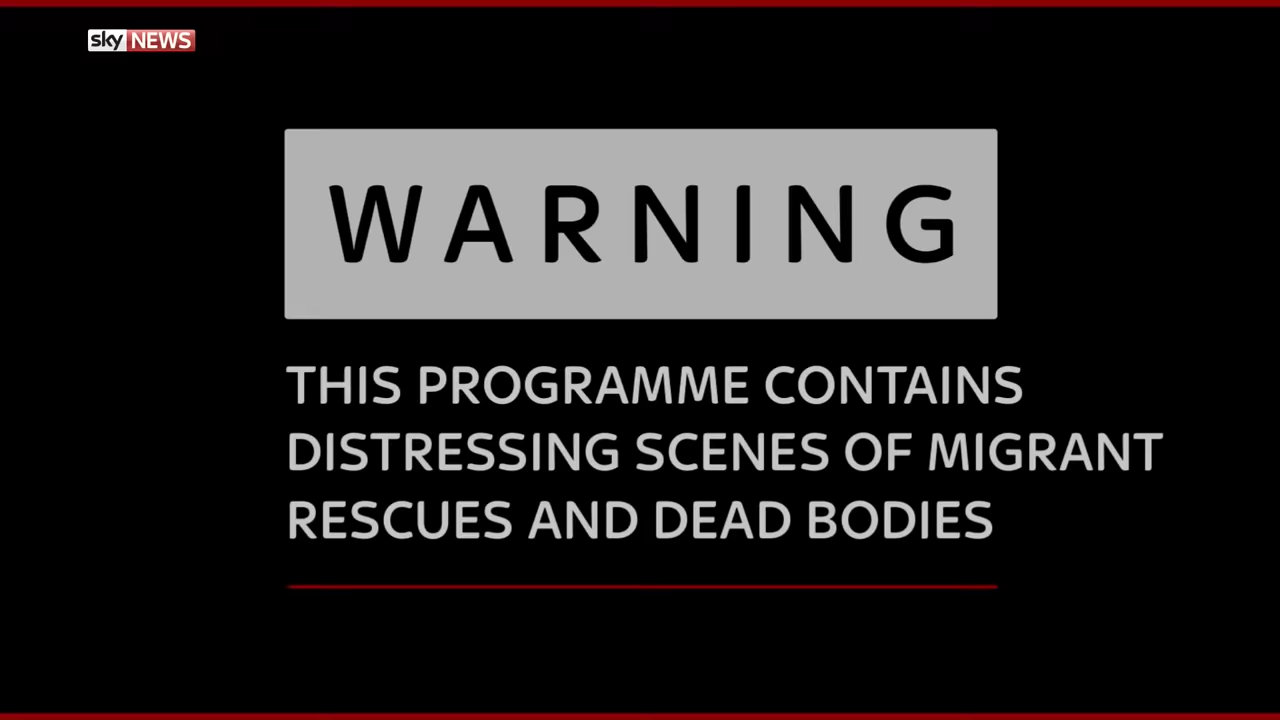 sky NEWS
WARNING
THIS PROGRAMME CONTAINS
DISTRESSING SCENES OF MIGRANT
RESCUES AND DEAD BODIES